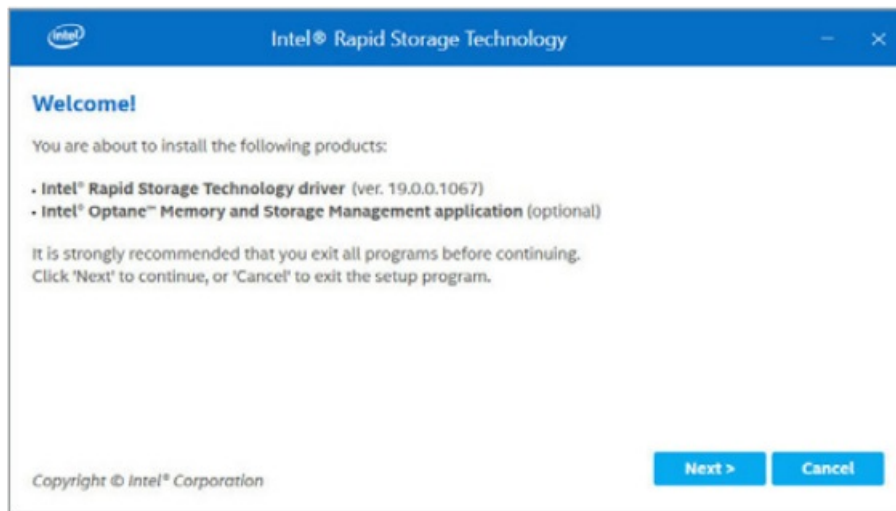 intel
Intel® Rapid Storage Technology
Welcome!
You are about to install the following products:
• Intel® Rapid Storage Technology driver (ver. 19.0.0.1067)
• Intel® Optane™ Memory and Storage Management application (optional)
It is strongly recommended that you exit all programs before continuing.
Click 'Next' to continue, or 'Cancel' to exit the setup program.
Copyright © Intel® Corporation
Next >
Cancel